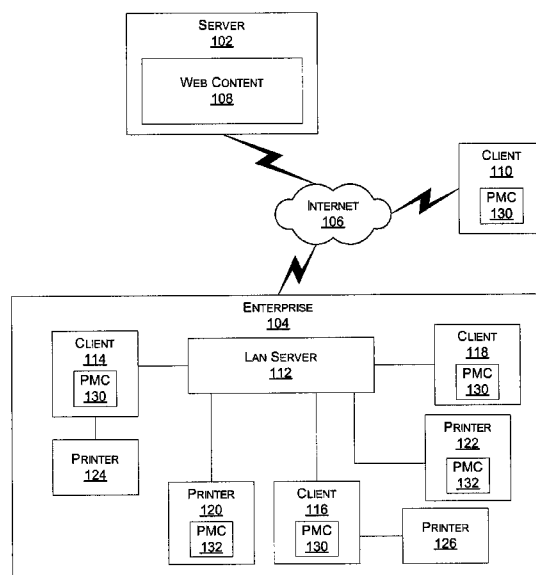 SERVER
102
WEB CONTENT
108
CLIENT
110
PMC
130
INTERNET
106
ENTERPRISE
104
CLIENT
114
PMC
130
LAN SERVER
112
CLIENT
118
PMC
130
PRINTER
124
PRINTER
122
PMC
132
PRINTER
120
PMC
132
CLIENT
116
PMC
130
PRINTER
126